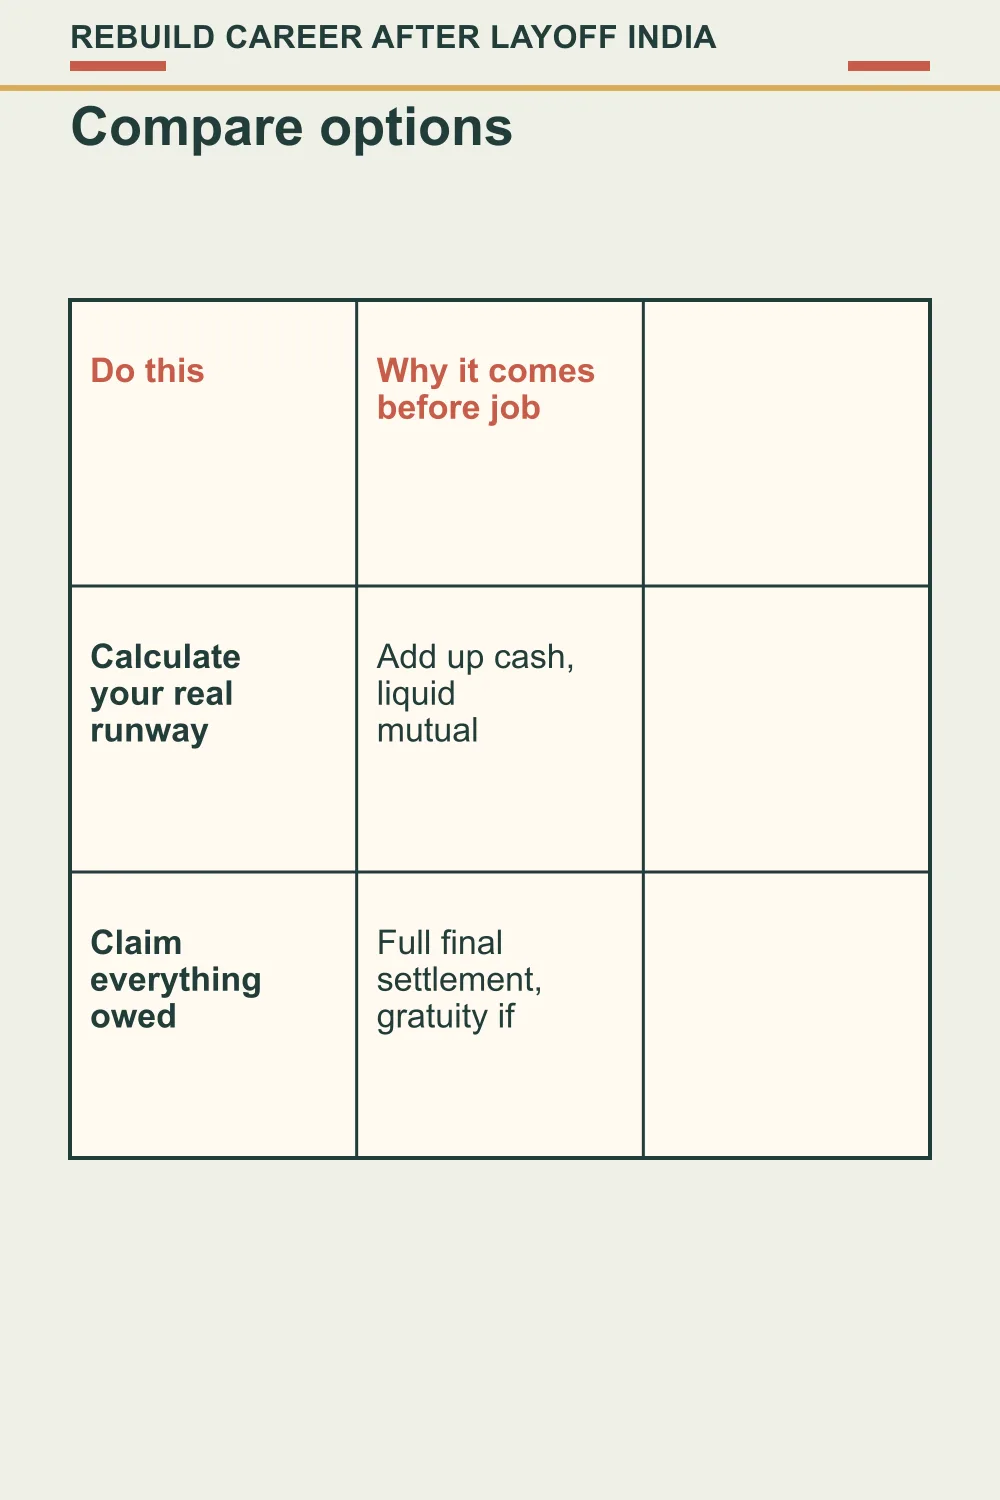 REBUILD CAREER AFTER LAYOFF INDIA
Compare options
Do this
Why it comes
before job
Calculate
your real
runway
Add up cash,
liquid
mutual
Claim
everything
owed
Full final
settlement,
gratuity if